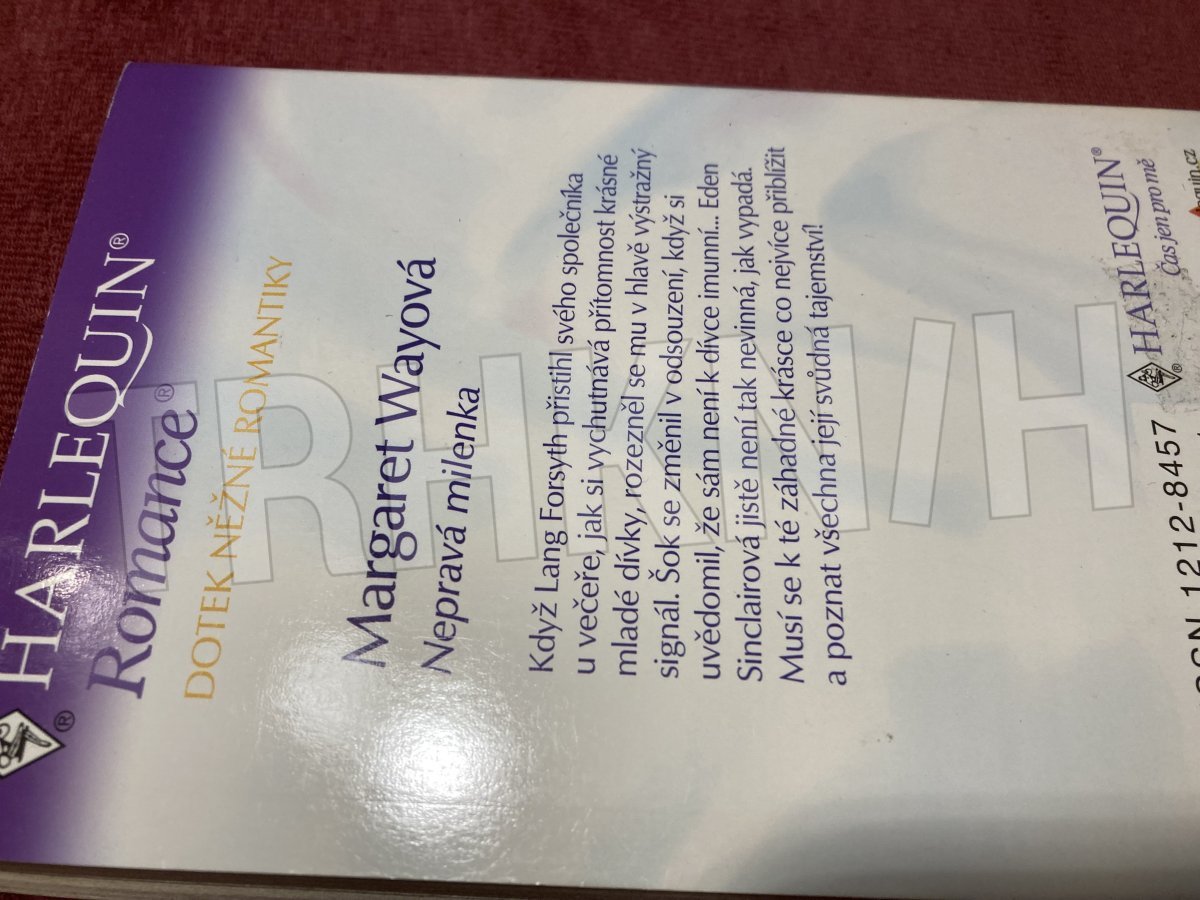 HARLEQUIN®
Romance®
DOTEK NĚŽNÉ ROMANTIKY
Margaret Wayová
Nepravá milenka
Když Lang Forsyth přistihl svého společníka
u večeře, jak si vychutnává přítomnost krásné
mladé dívky, rozezněl se mu v hlavě výstražný
signál. Šok se změnil v odsouzení, když si
uvědomil, že sám není k dívce imunní... Eden
Sinclairová jistě není tak nevinná, jak vypadá.
Musí se k té záhadné krásce co nejvíce přiblížit
a poznat všechna její svůdná tajemství!
HARLEQUIN®
Čas jen pro mě
1212-8457